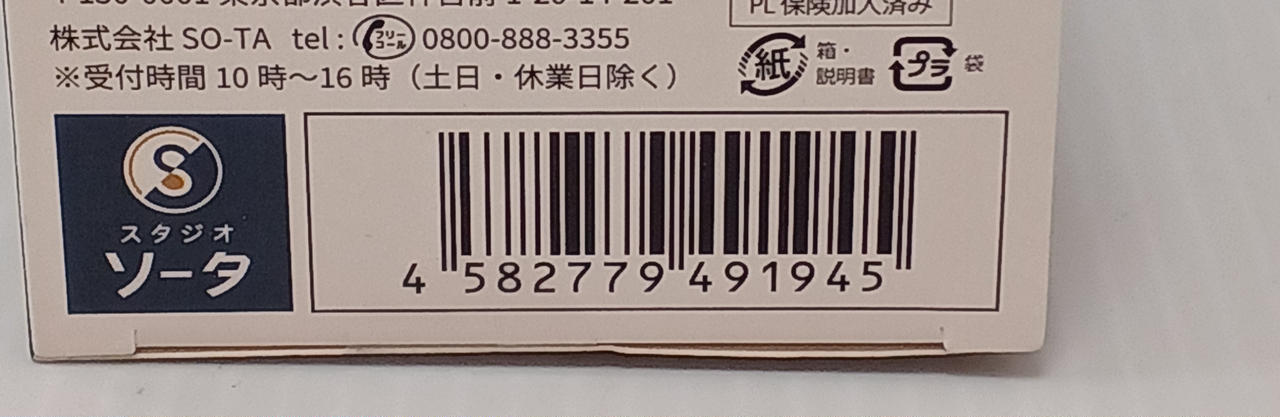 株式会社 SO-TA tel : フリーコール 0800-888-3355
※受付時間 10 時～16 時（土日・休業日除く）
PL 保険加入済み
紙 箱・説明書 プラ 袋
S
スタジオ
ソータ
4 582779 491945